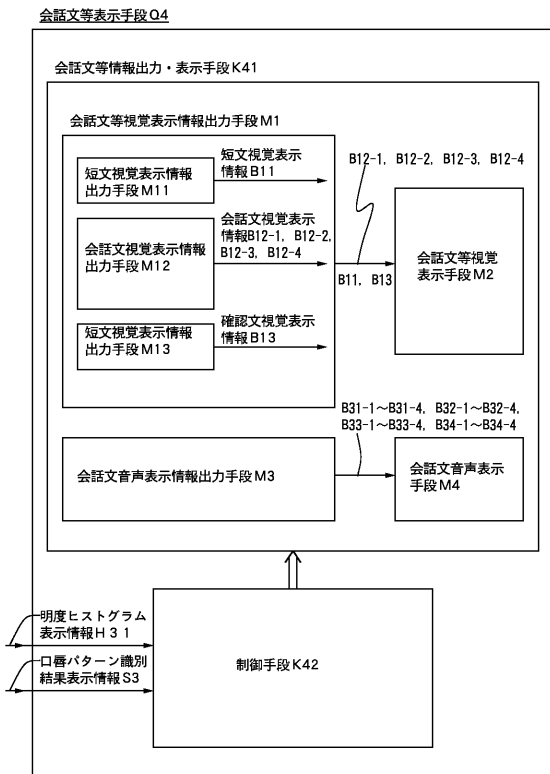 会話文等表示手段Q4
会話文等情報出力・表示手段K41
会話文等視覚表示情報出力手段M1
短文視覚表示情報
出力手段M11
短文視覚表示
情報B11
会話文視覚表示情報
出力手段M12
会話文視覚表示
情報B12-1, B12-2,
B12-3, B12-4
短文視覚表示情報
出力手段M13
確認文視覚表示
情報B13
B12-1, B12-2, B12-3, B12-4
B11, B13
会話文等視覚
表示手段M2
会話文音声表示情報出力手段M3
B31-1～B31-4, B32-1～B32-4,
B33-1～B33-4, B34-1～B34-4
会話文音声表示
手段M4
明度ヒストグラム
表示情報H31
口唇パターン識別
結果表示情報S3
制御手段K42